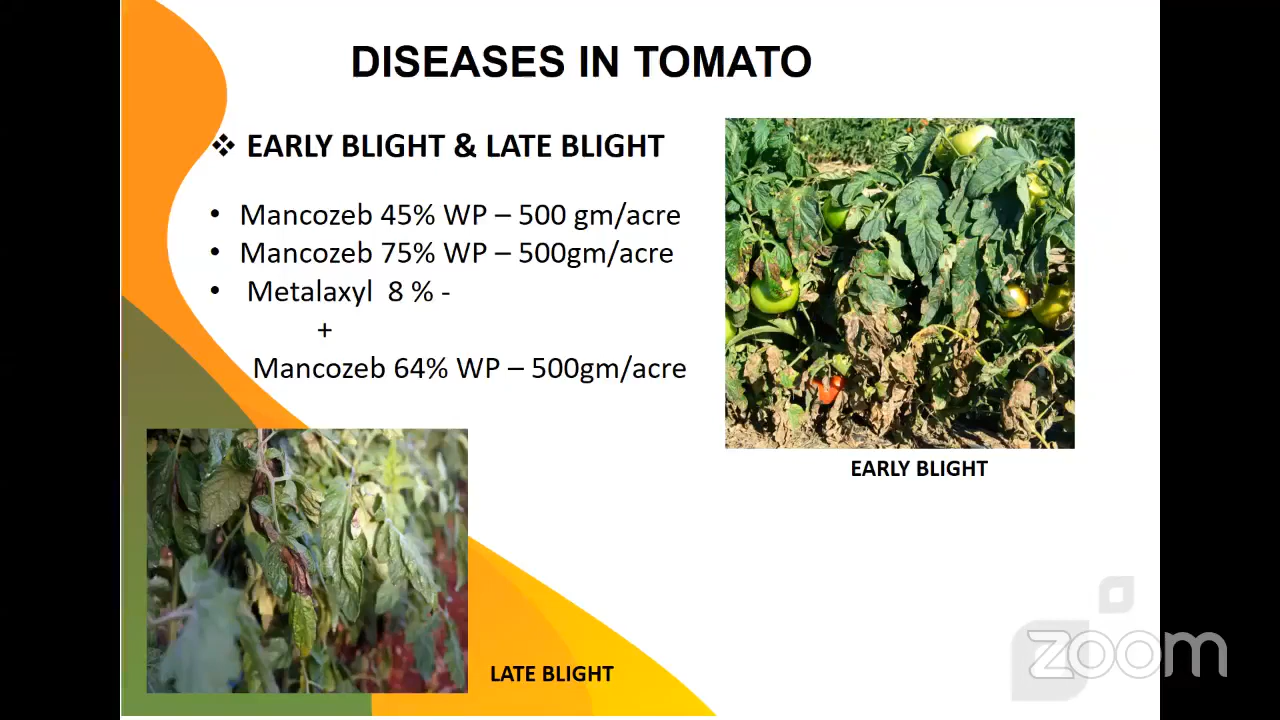 DISEASES IN TOMATO
❖ EARLY BLIGHT & LATE BLIGHT
• Mancozeb 45% WP – 500 gm/acre
• Mancozeb 75% WP – 500gm/acre
• Metalaxyl 8 % -
+
Mancozeb 64% WP – 500gm/acre
EARLY BLIGHT
LATE BLIGHT
zoom